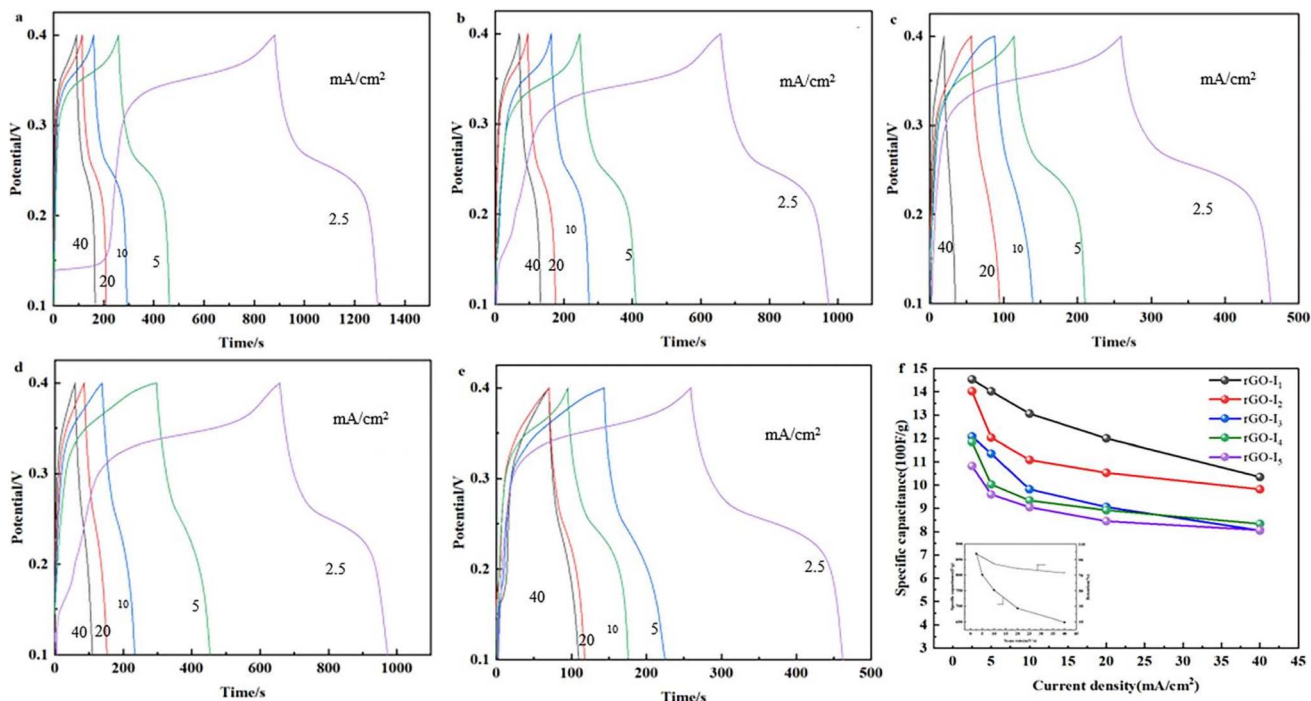 a
mA/cm²
0.4
0.3
0.2
0.1
Potential/V
40
20
10
5
2.5
0 200 400 600 800 1000 1200 1400
Time/s
b
mA/cm²
0.4
0.3
0.2
0.1
Potential/V
40
20
10
5
2.5
0 200 400 600 800 1000
Time/s
c
mA/cm²
0.4
0.3
0.2
0.1
Potential/V
40
20
10
5
2.5
0 100 200 300 400 500
Time/s
d
mA/cm²
0.4
0.3
0.2
0.1
Potential/V
40
20
10
5
2.5
0 200 400 600 800 1000
Time/s
e
mA/cm²
0.4
0.3
0.2
0.1
Potential/V
40
20
10
5
2.5
0 100 200 300 400 500
Time/s
f
rGO-I₁
rGO-I₂
rGO-I₃
rGO-I₄
rGO-I₅
15
14
13
12
11
10
9
8
7
6
5
4
3
Specific capacitance(100F/g)
0 5 10 15 20 25 30 35 40 45
Current density(mA/cm²)